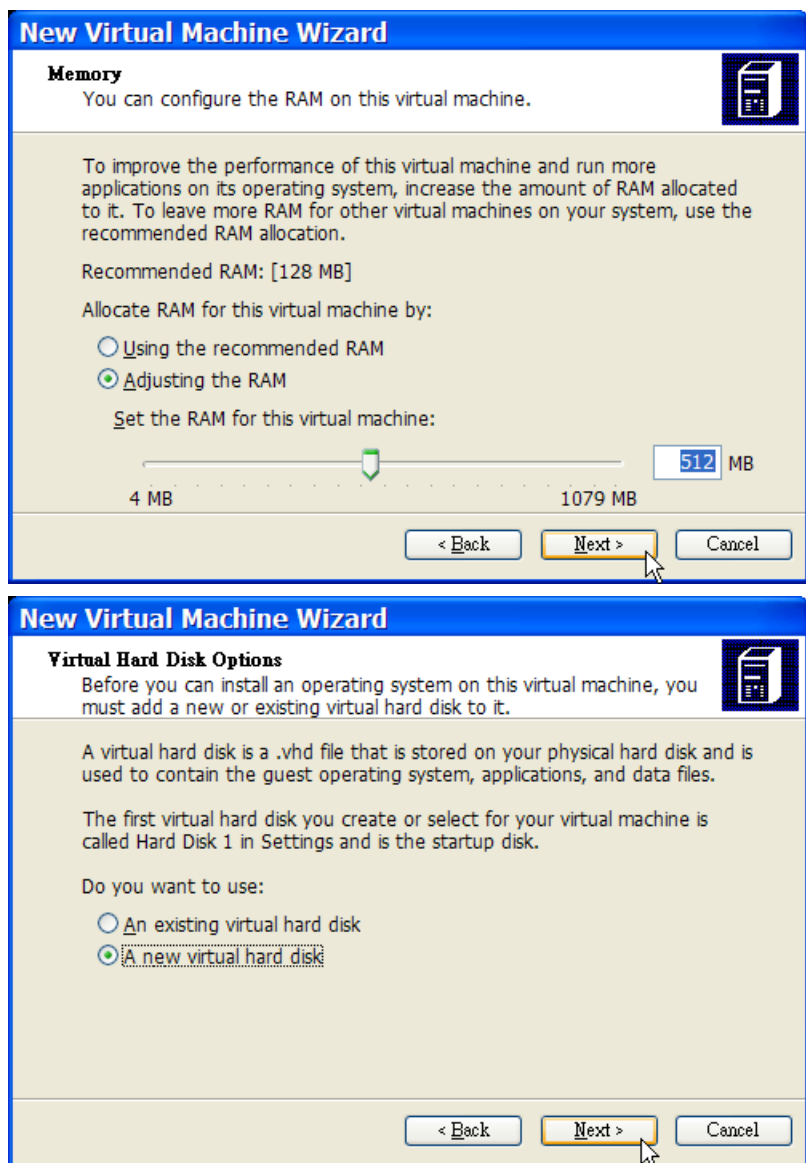 New Virtual Machine Wizard
Memory
You can configure the RAM on this virtual machine.
To improve the performance of this virtual machine and run more
applications on its operating system, increase the amount of RAM allocated
to it. To leave more RAM for other virtual machines on your system, use the
recommended RAM allocation.
Recommended RAM: [128 MB]
Allocate RAM for this virtual machine by:
Using the recommended RAM
Adjusting the RAM
Set the RAM for this virtual machine:
512 MB
4 MB 1079 MB
< Back Next > Cancel
New Virtual Machine Wizard
Virtual Hard Disk Options
Before you can install an operating system on this virtual machine, you
must add a new or existing virtual hard disk to it.
A virtual hard disk is a .vhd file that is stored on your physical hard disk and is
used to contain the guest operating system, applications, and data files.
The first virtual hard disk you create or select for your virtual machine is
called Hard Disk 1 in Settings and is the startup disk.
Do you want to use:
An existing virtual hard disk
A new virtual hard disk
< Back Next > Cancel